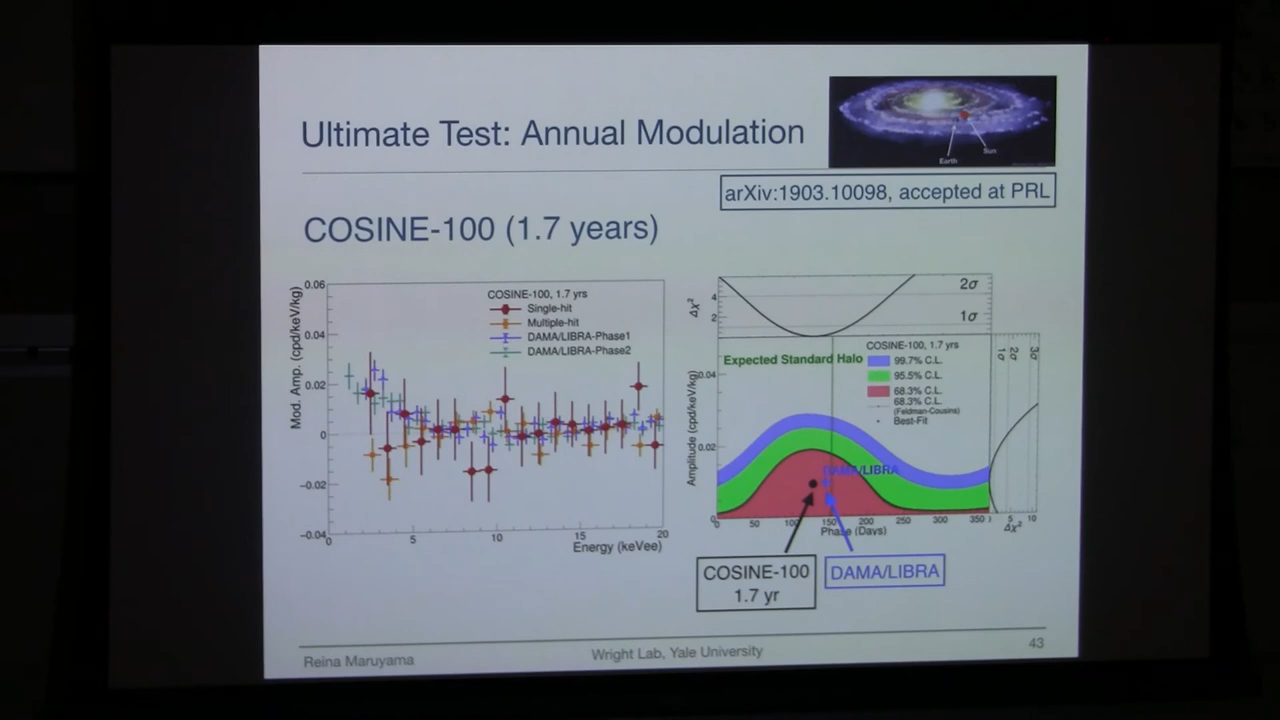 Ultimate Test: Annual Modulation
Earth
Sun
arXiv:1903.10098, accepted at PRL
COSINE-100 (1.7 years)
Mod. Amp. (cpd/keV/kg)
0.06
0.04
0.02
0
−0.02
−0.04
COSINE-100, 1.7 yrs
Single-hit
Multiple-hit
DAMA/LIBRA-Phase1
DAMA/LIBRA-Phase2
0
5
10
15
20
Energy (keVee)
Δχ²
4
2
2σ
1σ
1σ
2σ
3σ
Expected Standard Halo
COSINE-100, 1.7 yrs
99.7% C.L.
95.5% C.L.
68.3% C.L.
68.3% C.L.
(Feldman-Cousins)
Best-Fit
Amplitude (cpd/keV/kg)
0.04
0.02
0
DAMA/LIBRA
0
50
100
150
200
250
300
350
5
10
Phase (Days)
Δχ²
COSINE-100
1.7 yr
DAMA/LIBRA
Reina Maruyama
Wright Lab, Yale University
43